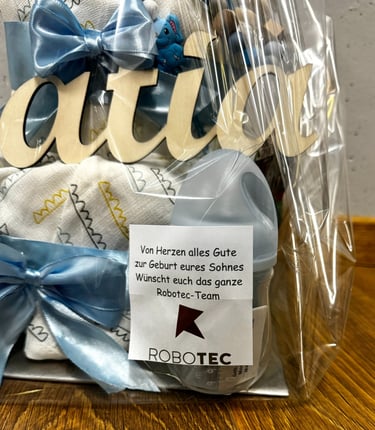 atia
Von Herzen alles Gute
zur Geburt eures Sohnes
Wünscht euch das ganze
Robotec-Team
ROBOTEC